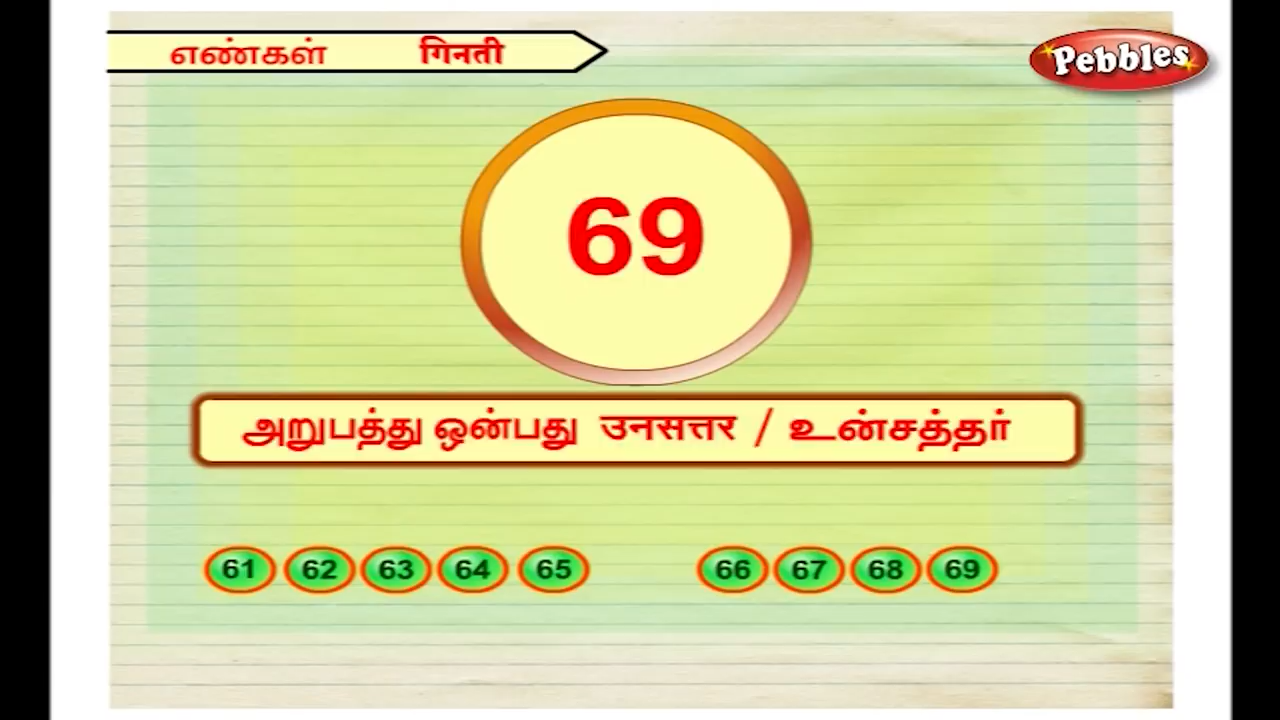 எண்கள் गिनती
Pebbles
69
அறுபத்து ஒன்பது उनसत्तर / உன்சத்தர்
61 62 63 64 65 66 67 68 69